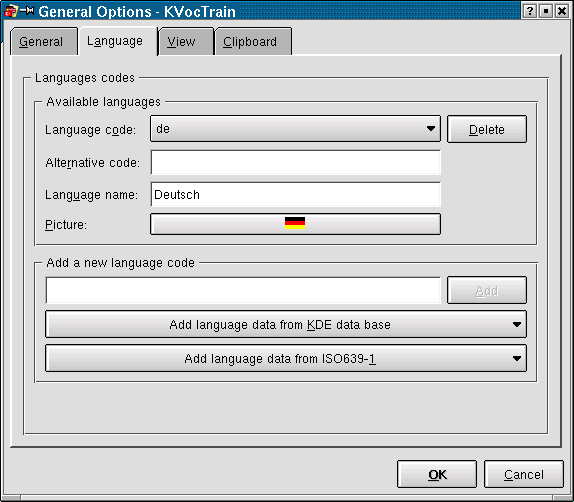 General Options - KVocTrain
General Language View Clipboard
Languages codes
Available languages
Language code: de Delete
Alternative code:
Language name: Deutsch
Picture:
Add a new language code
Add
Add language data from KDE data base
Add language data from ISO639-1
OK Cancel